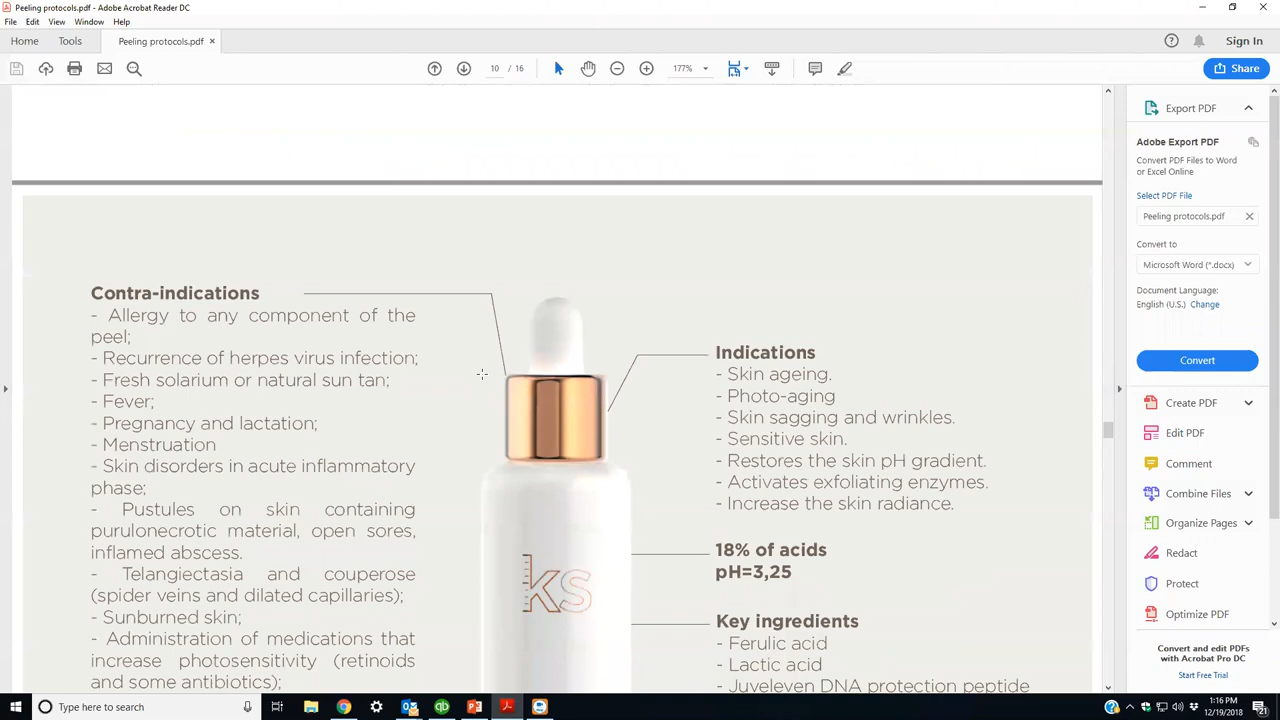 Peeling protocols.pdf - Adobe Acrobat Reader DC
File Edit View Window Help
Home Tools Peeling protocols.pdf × Sign In
10 / 16 177% Share
Contra-indications
- Allergy to any component of the
peel;
- Recurrence of herpes virus infection;
- Fresh solarium or natural sun tan;
- Fever;
- Pregnancy and lactation;
- Menstruation
- Skin disorders in acute inflammatory
phase;
- Pustules on skin containing
purulonecrotic material, open sores,
inflamed abscess.
- Telangiectasia and couperose
(spider veins and dilated capillaries);
- Sunburned skin;
- Administration of medications that
increase photosensitivity (retinoids
and some antibiotics);
KS
Indications
- Skin ageing.
- Photo-aging
- Skin sagging and wrinkles.
- Sensitive skin.
- Restores the skin pH gradient.
- Activates exfoliating enzymes.
- Increase the skin radiance.
18% of acids
pH=3,25
Key ingredients
- Ferulic acid
- Lactic acid
- Juveleven DNA protection peptide
Export PDF
Adobe Export PDF
Convert PDF Files to Word
or Excel Online
Select PDF File
Peeling protocols.pdf
Convert to
Microsoft Word (*.docx)
Document Language:
English (U.S.) Change
Convert
Create PDF
Edit PDF
Comment
Combine Files
Organize Pages
Redact
Protect
Optimize PDF
Convert and edit PDFs
with Acrobat Pro DC
Start Free Trial
Type here to search
1:16 PM
12/19/2018
21